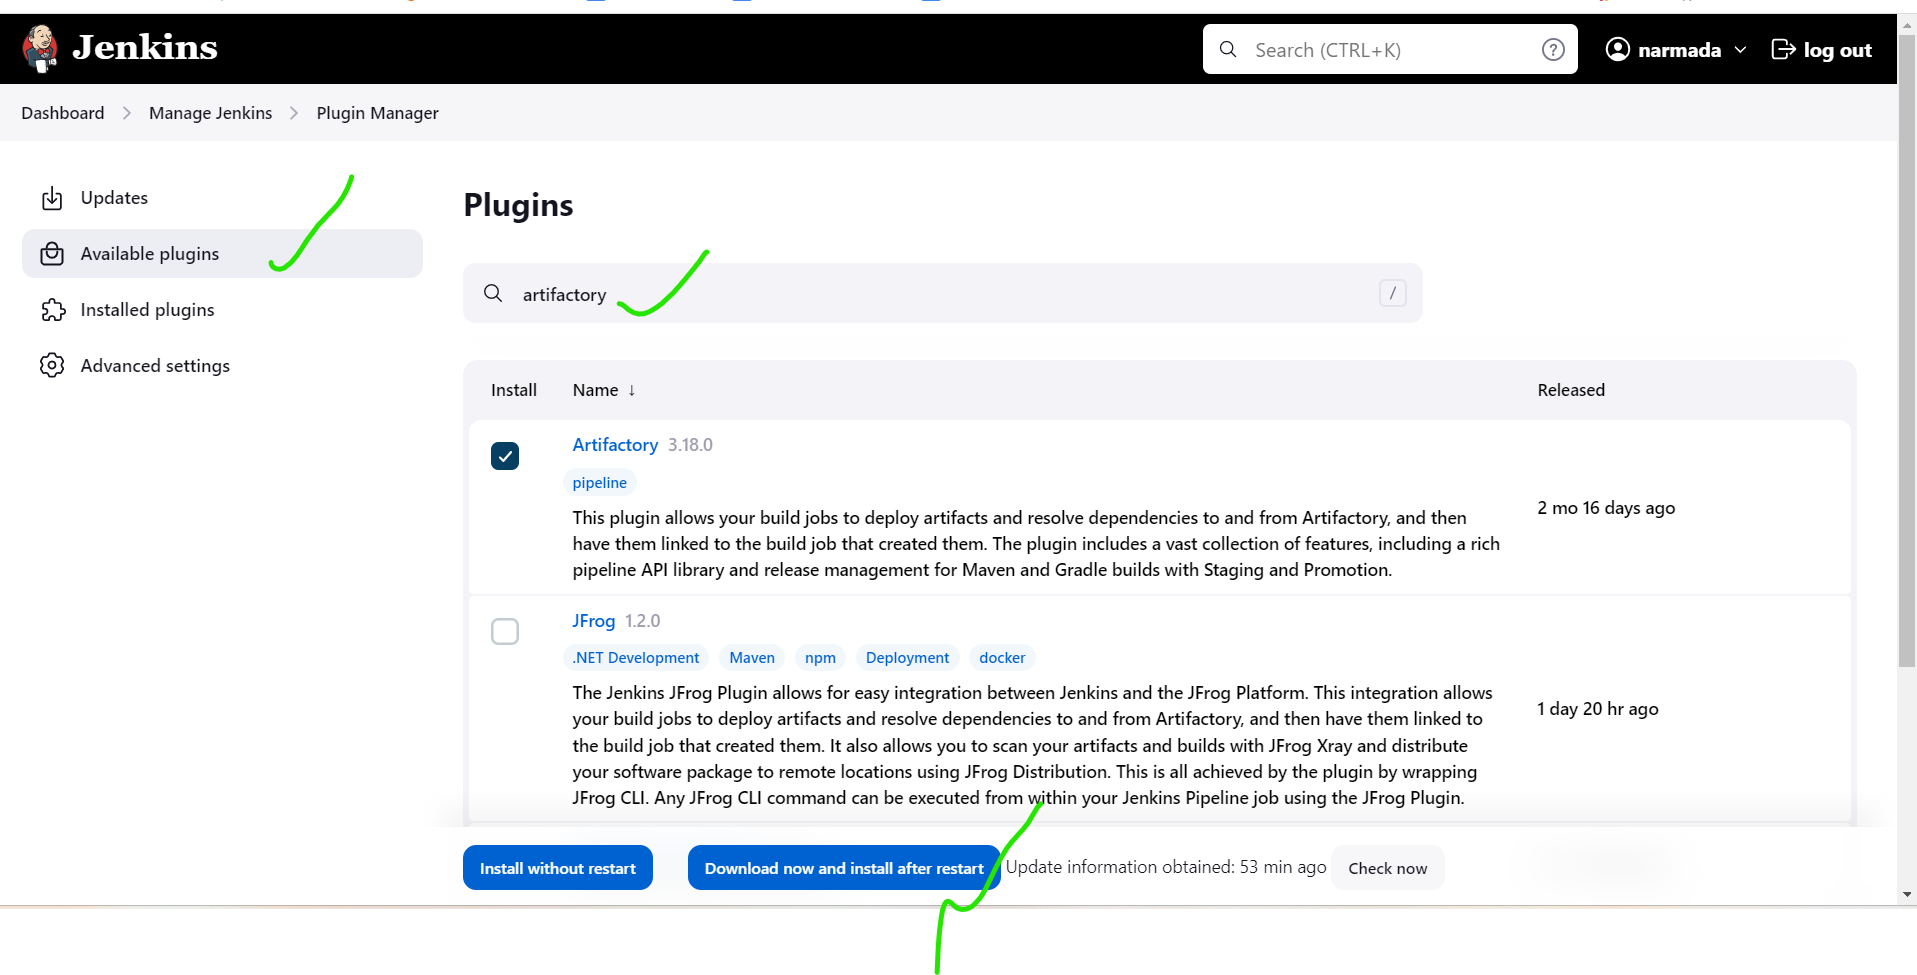 Jenkins
Search (CTRL+K)
?
narmada
log out
Dashboard
Manage Jenkins
Plugin Manager
Updates
Available plugins
Installed plugins
Advanced settings
Plugins
artifactory
/
Install
Name ↓
Released
Artifactory 3.18.0
pipeline
This plugin allows your build jobs to deploy artifacts and resolve dependencies to and from Artifactory, and then
have them linked to the build job that created them. The plugin includes a vast collection of features, including a rich
pipeline API library and release management for Maven and Gradle builds with Staging and Promotion.
2 mo 16 days ago
JFrog 1.2.0
.NET Development Maven npm Deployment docker
The Jenkins JFrog Plugin allows for easy integration between Jenkins and the JFrog Platform. This integration allows
your build jobs to deploy artifacts and resolve dependencies to and from Artifactory, and then have them linked to
the build job that created them. It also allows you to scan your artifacts and builds with JFrog Xray and distribute
your software package to remote locations using JFrog Distribution. This is all achieved by the plugin by wrapping
JFrog CLI. Any JFrog CLI command can be executed from within your Jenkins Pipeline job using the JFrog Plugin.
1 day 20 hr ago
Install without restart
Download now and install after restart
Update information obtained: 53 min ago
Check now